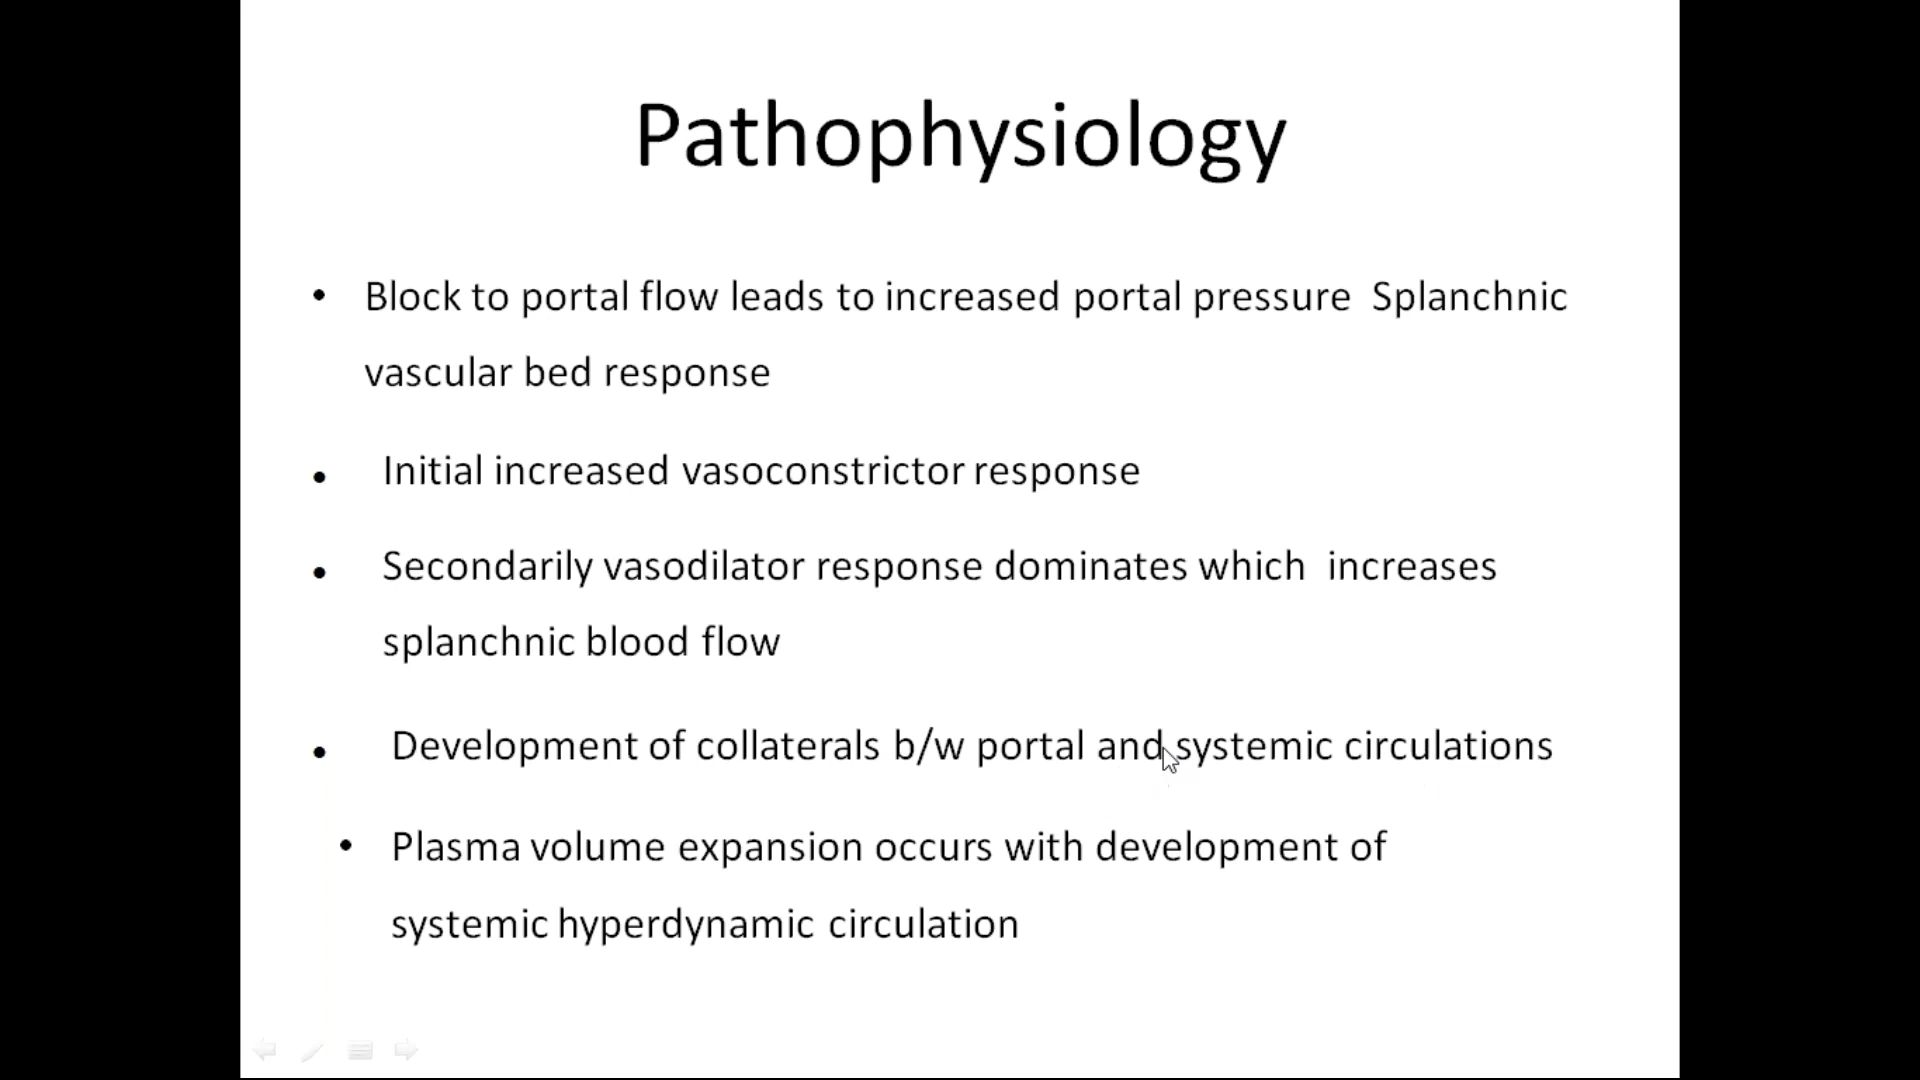 Pathophysiology
• Block to portal flow leads to increased portal pressure  Splanchnic
vascular bed response
• Initial increased vasoconstrictor response
• Secondarily vasodilator response dominates which  increases
splanchnic blood flow
• Development of collaterals b/w portal and systemic circulations
• Plasma volume expansion occurs with development of
systemic hyperdynamic circulation